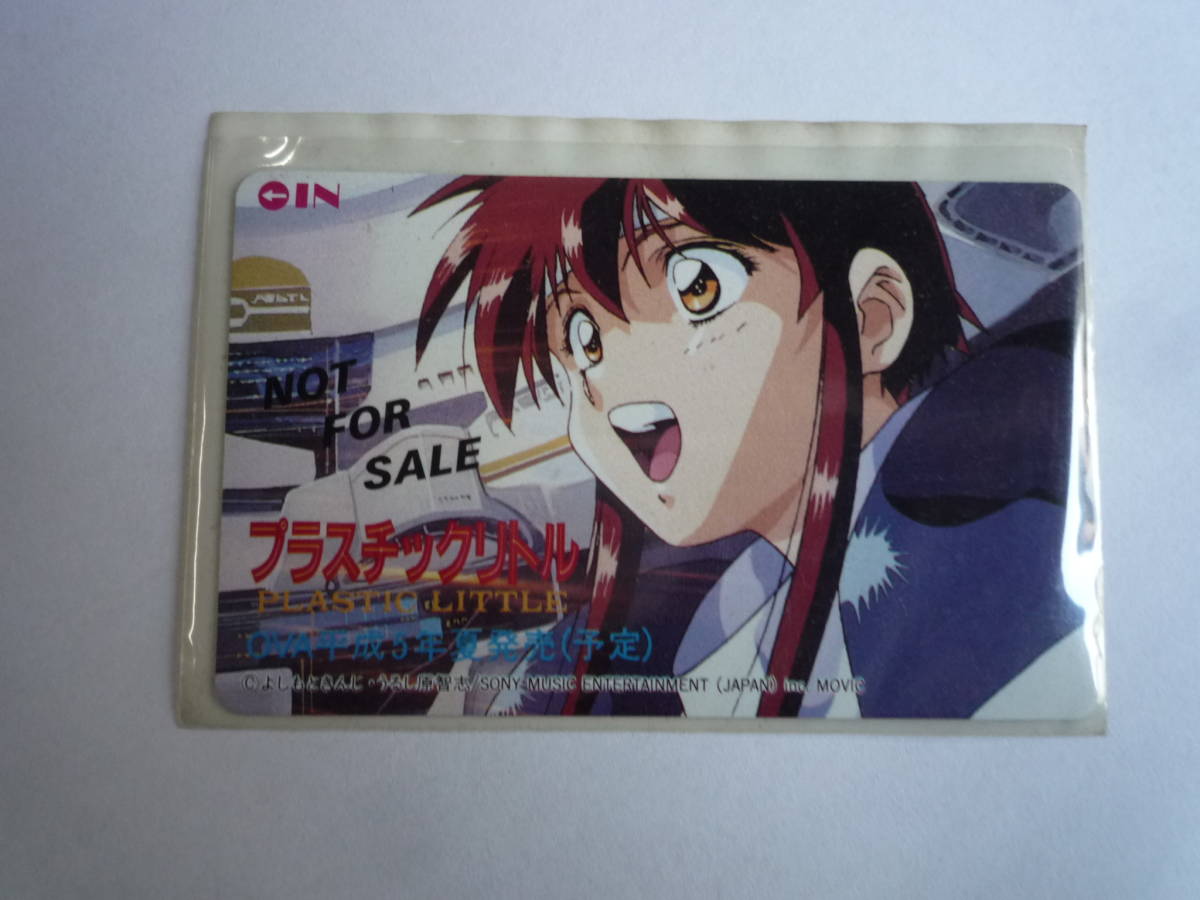 IN
NOT
FOR
SALE
プラスチックリトル
PLASTIC LITTLE
OVA平成5年夏発売(予定)
(C)よしもときんじ・うるし原智志/SONY MUSIC ENTERTAINMENT (JAPAN) inc. MOVIC